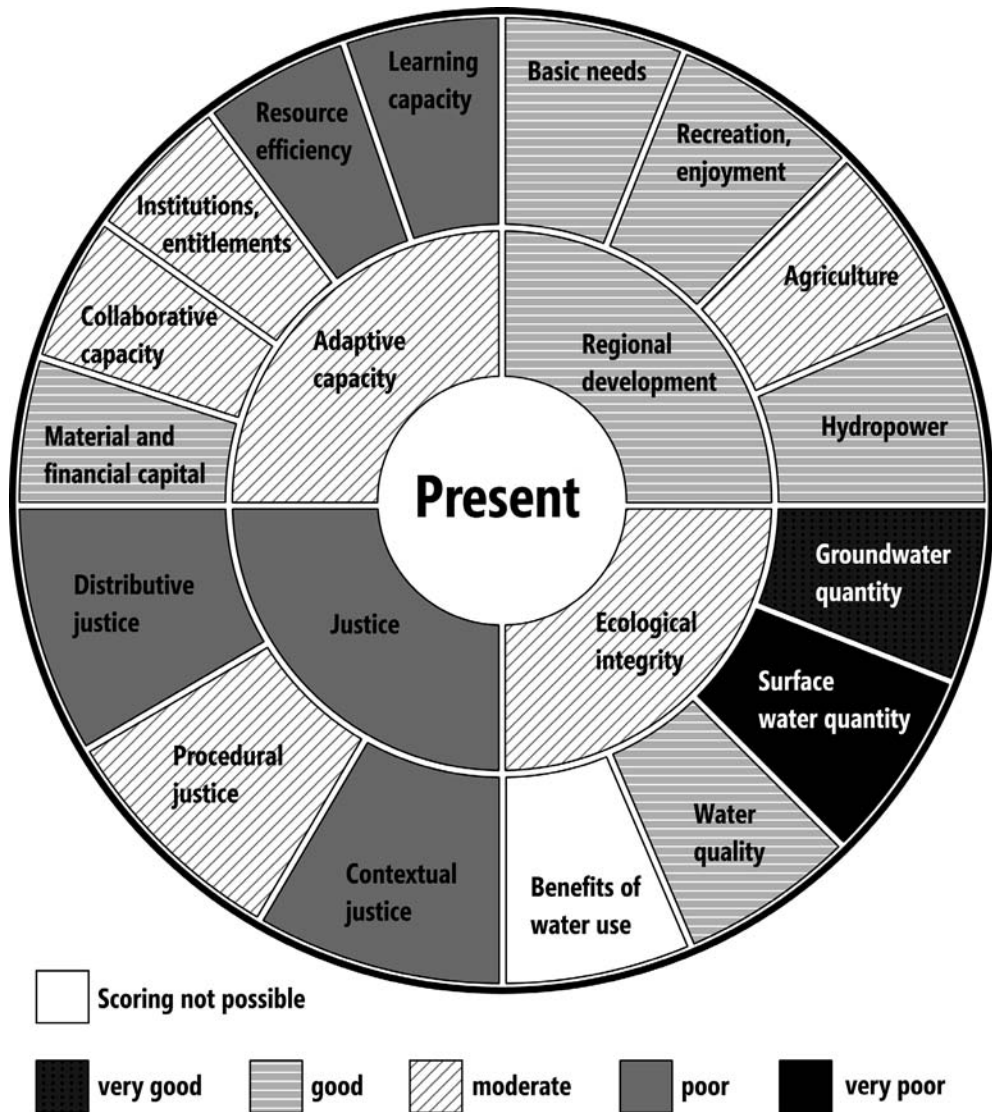 Learning
capacity
Basic needs
Resource
efficiency
Recreation,
enjoyment
Institutions,
entitlements
Agriculture
Collaborative
capacity
Adaptive
capacity
Regional
development
Material and
financial capital
Hydropower
Present
Distributive
justice
Justice
Ecological
integrity
Groundwater
quantity
Surface
water quantity
Procedural
justice
Water
quality
Contextual
justice
Benefits of
water use
Scoring not possible
very good
good
moderate
poor
very poor